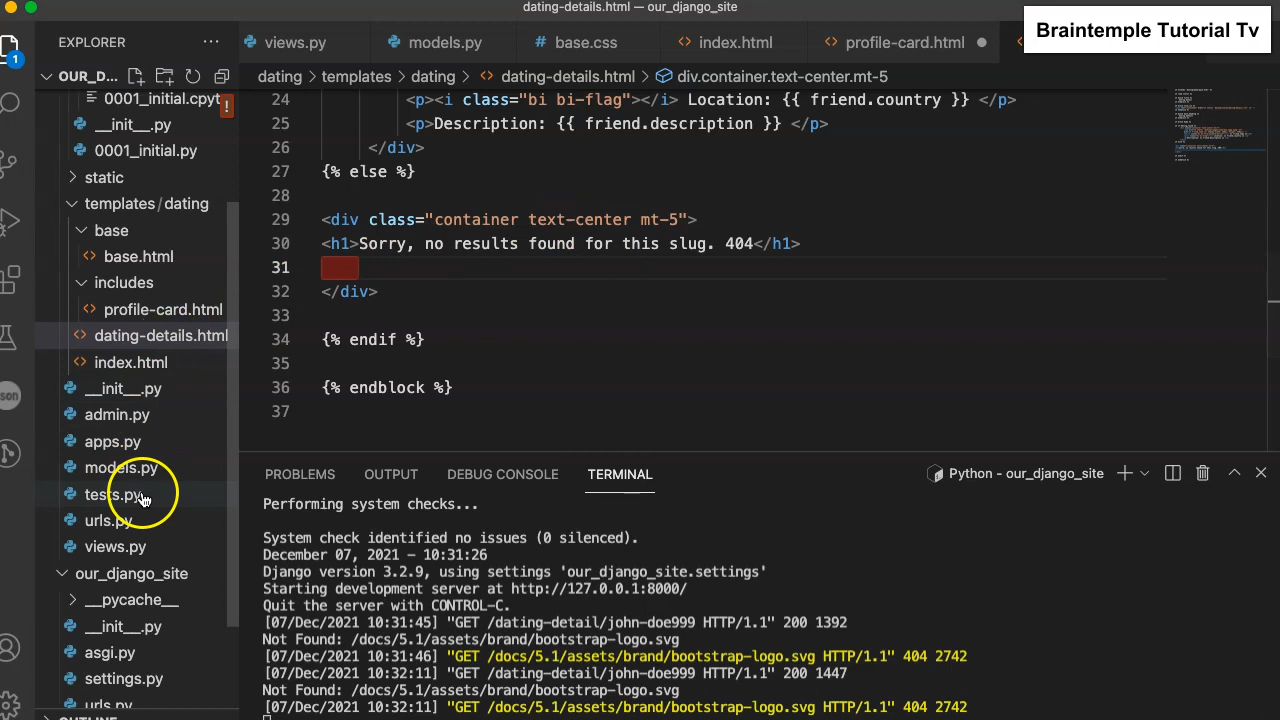 dating-details.html — our_django_site
Braintemple Tutorial Tv
EXPLORER
views.py
models.py
base.css
index.html
profile-card.html
1
OUR_D...
dating
templates
dating
dating-details.html
div.container.text-center.mt-5
0001_initial.cpyt
__init__.py
0001_initial.py
static
templates/dating
base
base.html
includes
profile-card.html
dating-details.html
index.html
__init__.py
admin.py
apps.py
models.py
tests.py
urls.py
views.py
our_django_site
__pycache__
__init__.py
asgi.py
settings.py
urls.py
24 <p><i class="bi bi-flag"></i> Location: {{ friend.country }} </p>
25 <p>Description: {{ friend.description }} </p>
26 </div>
27 {% else %}
28
29 <div class="container text-center mt-5">
30 <h1>Sorry, no results found for this slug. 404</h1>
31
32 </div>
33
34 {% endif %}
35
36 {% endblock %}
37
PROBLEMS OUTPUT DEBUG CONSOLE TERMINAL
Python - our_django_site
Performing system checks...
System check identified no issues (0 silenced).
December 07, 2021 - 10:31:26
Django version 3.2.9, using settings 'our_django_site.settings'
Starting development server at http://127.0.0.1:8000/
Quit the server with CONTROL-C.
[07/Dec/2021 10:31:45] "GET /dating-detail/john-doe999 HTTP/1.1" 200 1392
Not Found: /docs/5.1/assets/brand/bootstrap-logo.svg
[07/Dec/2021 10:31:46] "GET /docs/5.1/assets/brand/bootstrap-logo.svg HTTP/1.1" 404 2742
[07/Dec/2021 10:32:11] "GET /dating-detail/john-doe999 HTTP/1.1" 200 1447
Not Found: /docs/5.1/assets/brand/bootstrap-logo.svg
[07/Dec/2021 10:32:11] "GET /docs/5.1/assets/brand/bootstrap-logo.svg HTTP/1.1" 404 2742